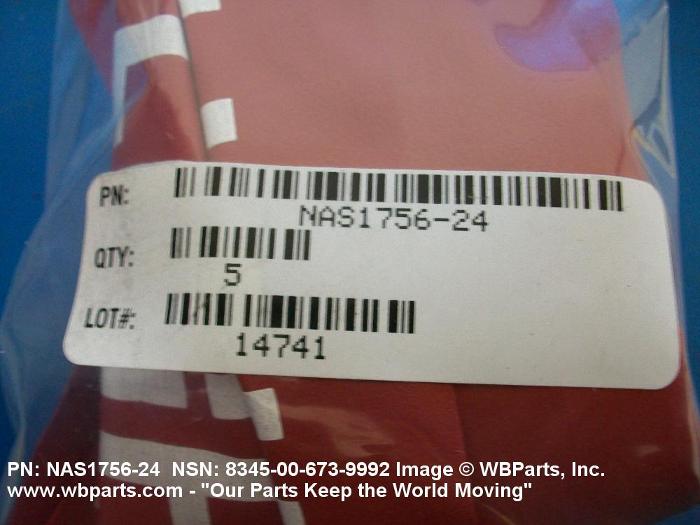 PN:
NAS1756-24
QTY:
5
LOT#:
14741
PN: NAS1756-24 NSN: 8345-00-673-9992 Image © WBParts, Inc.
www.wbparts.com - "Our Parts Keep the World Moving"